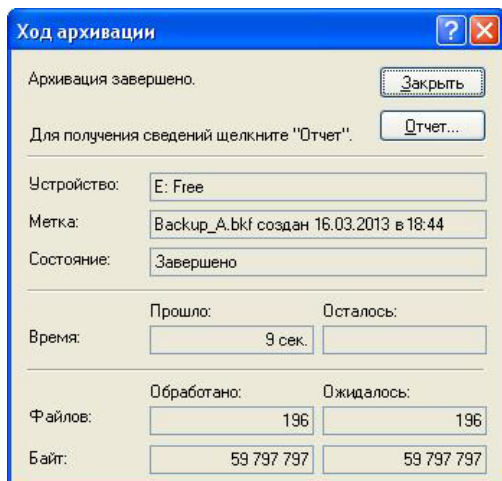 Ход архивации
Архивация завершено.
Закрыть
Для получения сведений щелкните "Отчет".
Отчет...
Устройство: E: Free
Метка: Backup_A.bkf создан 16.03.2013 в 18:44
Состояние: Завершено
Прошло: Осталось:
Время: 9 сек.
Обработано: Ожидалось:
Файлов: 196 196
Байт: 59 797 797 59 797 797